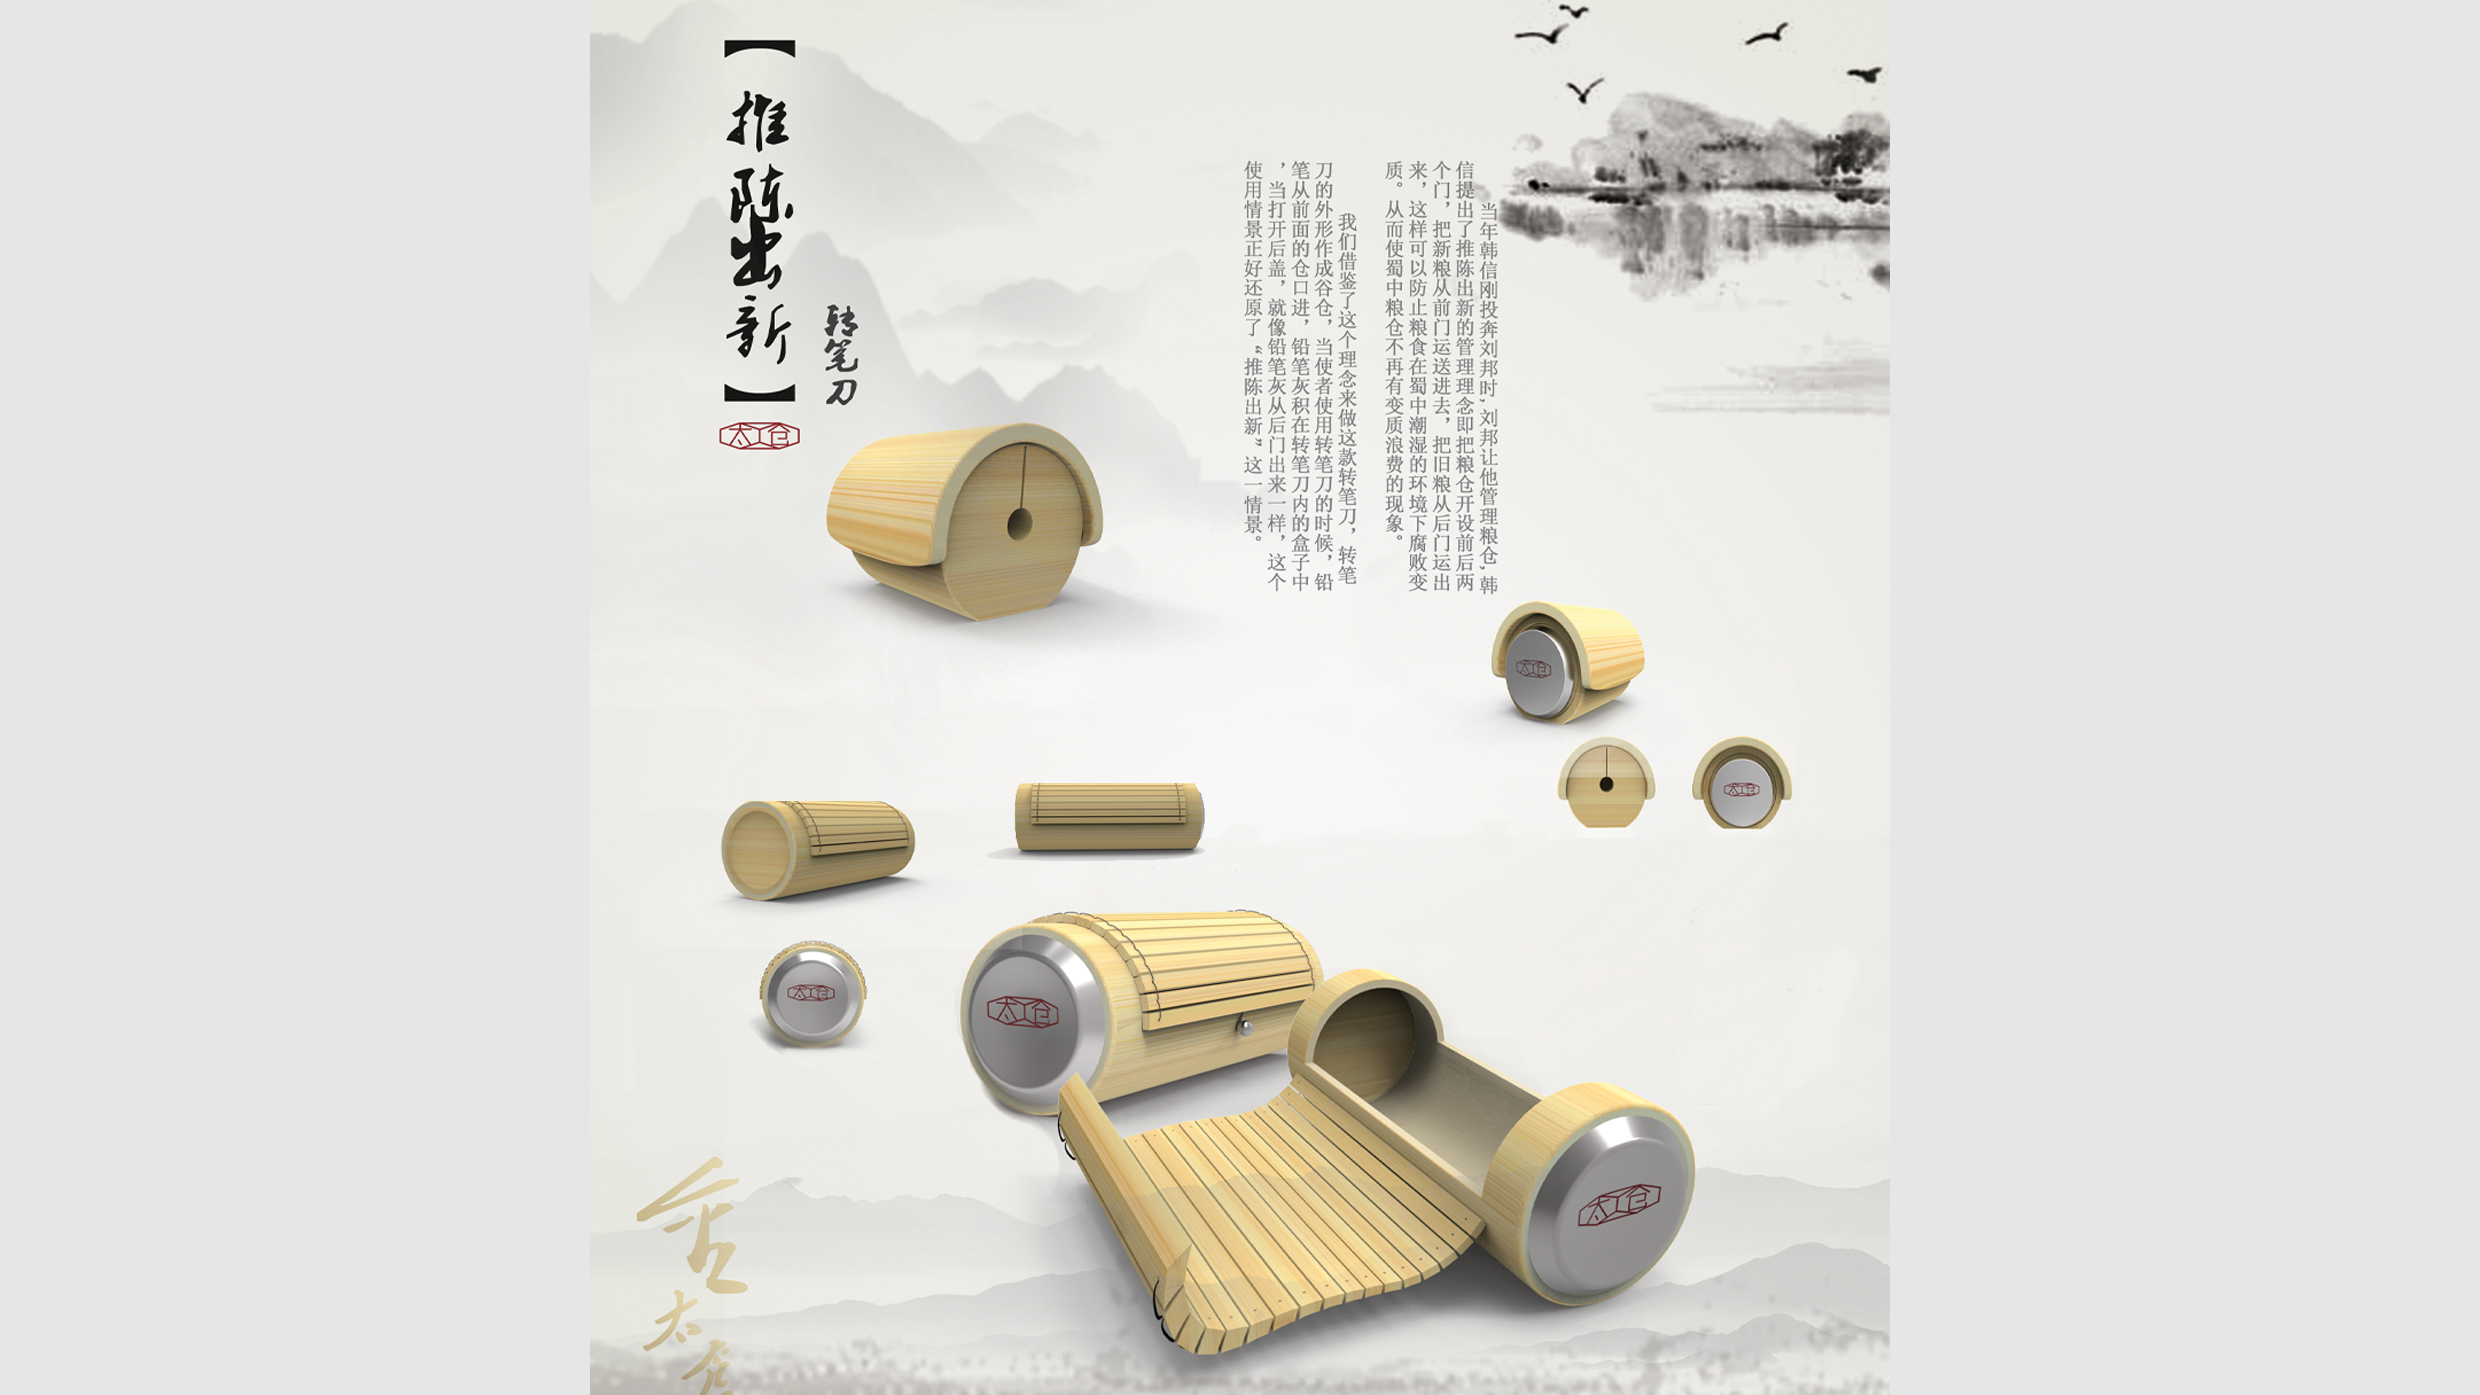 【推陈出新】
转笔刀
太仓
当年韩信刚投奔刘邦时,刘邦让他管理粮仓,韩
信提出了推陈出新的管理理念即把粮仓开设前后两
个门，把新粮从前门运送进去，把旧粮从后门运出
来，这样可以防止粮食在蜀中潮湿的环境下腐败变
质。从而使蜀中粮仓不再有变质浪费的现象。
我们借鉴了这个理念来做这款转笔刀，转笔
刀的外形作成谷仓，当使者使用转笔刀的时候，铅
笔从前面的仓口进，铅笔灰积在转笔刀内的盒子中
，当打开后盖，就像铅笔灰从后门出来一样，这个
使用情景正好还原了“推陈出新”这一情景。
太仓
太仓
太仓
太仓
太仓
太